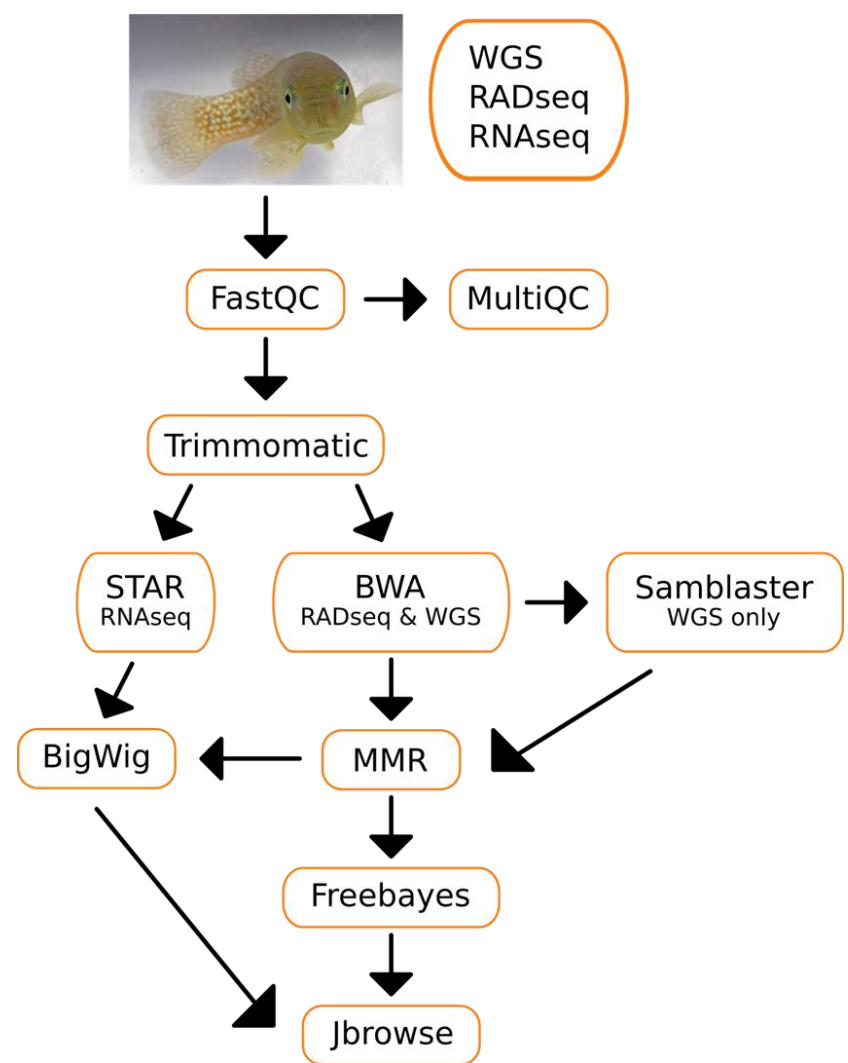 WGS
RADseq
RNAseq
FastQC
MultiQC
Trimmomatic
STAR
RNAseq
BWA
RADseq & WGS
Samblaster
WGS only
BigWig
MMR
Freebayes
Jbrowse